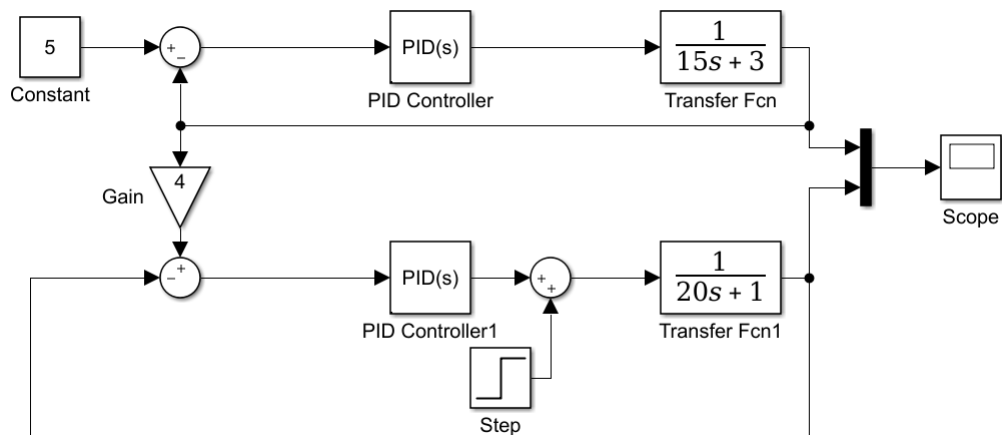 5
Constant
+
−
PID(s)
PID Controller
1
15s + 3
Transfer Fcn
4
Gain
Scope
+
−
PID(s)
PID Controller1
+
+
1
20s + 1
Transfer Fcn1
Step